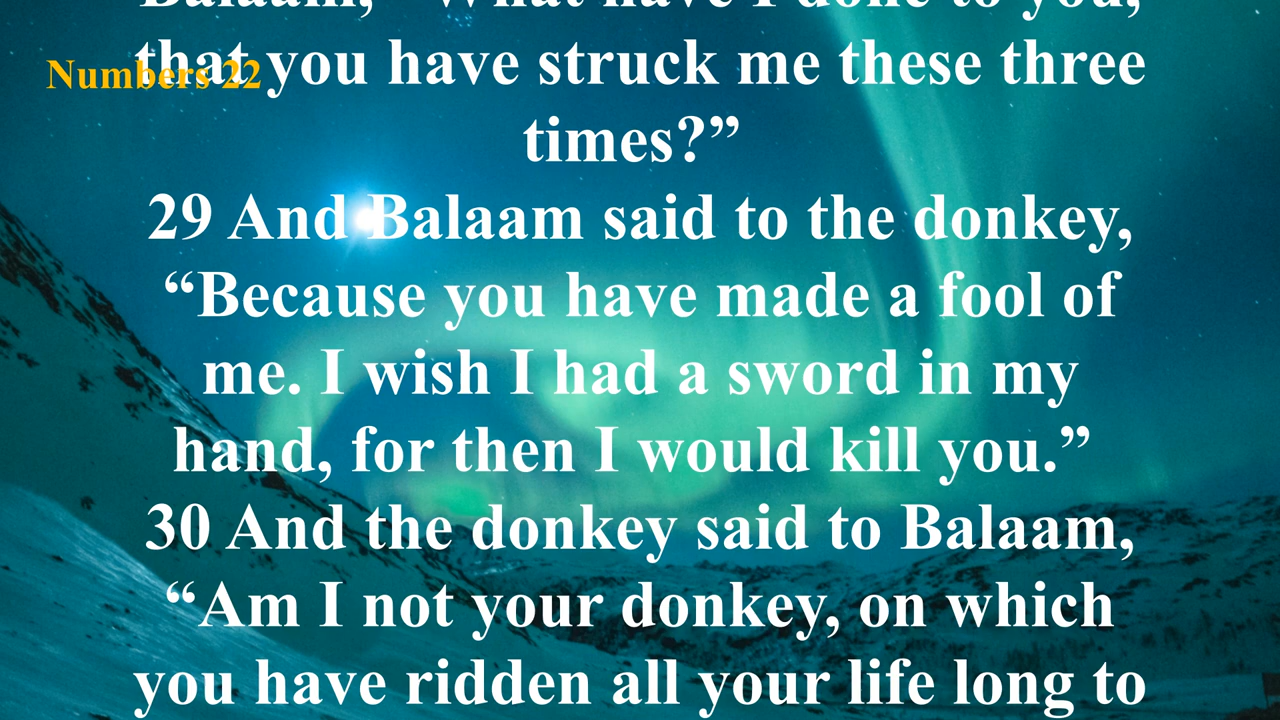 Balaam, “What have I done to you,
Numbers 22
that you have struck me these three
times?”
29 And Balaam said to the donkey,
“Because you have made a fool of
me. I wish I had a sword in my
hand, for then I would kill you.”
30 And the donkey said to Balaam,
“Am I not your donkey, on which
you have ridden all your life long to